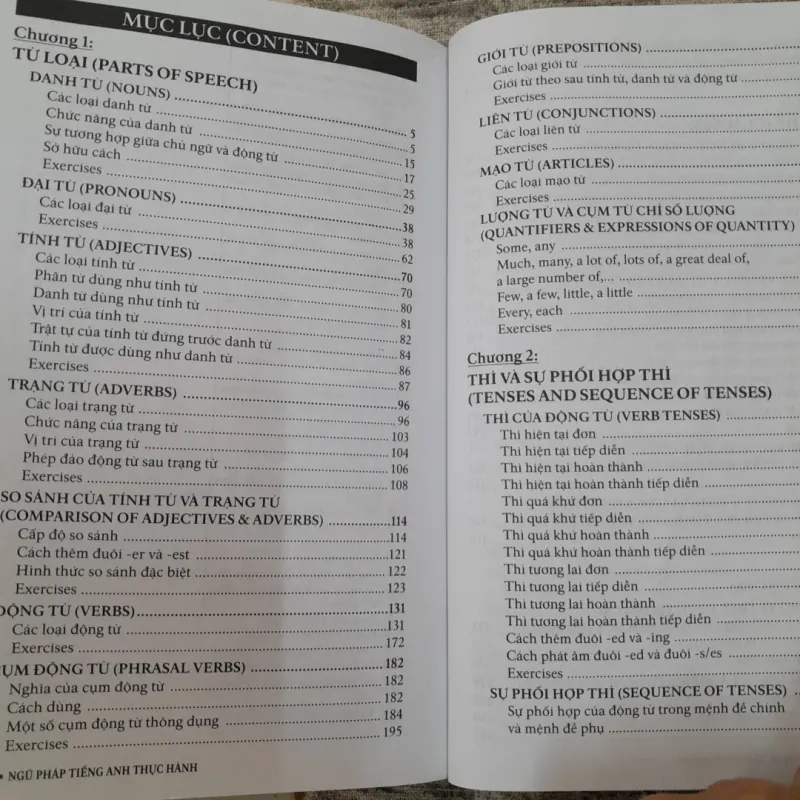 MỤC LỤC (CONTENT)
Chương 1:
TỪ LOẠI (PARTS OF SPEECH)
DANH TỪ (NOUNS) ........ 5
Các loại danh từ ........ 5
Chức năng của danh từ ........ 15
Sự tương hợp giữa chủ ngữ và động từ ........ 17
Sở hữu cách ........ 25
Exercises ........ 29
ĐẠI TỪ (PRONOUNS) ........ 38
Các loại đại từ ........ 38
Exercises ........ 62
TÍNH TỪ (ADJECTIVES) ........ 70
Các loại tính từ ........ 70
Phân từ dùng như tính từ ........ 80
Danh từ dùng như tính từ ........ 81
Vị trí của tính từ ........ 82
Trật tự của tính từ đứng trước danh từ ........ 84
Tính từ được dùng như danh từ ........ 86
Exercises ........ 87
TRẠNG TỪ (ADVERBS) ........ 96
Các loại trạng từ ........ 96
Chức năng của trạng từ ........ 103
Vị trí của trạng từ ........ 104
Phép đảo động từ sau trạng từ ........ 106
Exercises ........ 108
SO SÁNH CỦA TÍNH TỪ VÀ TRẠNG TỪ
(COMPARISON OF ADJECTIVES & ADVERBS) ........ 114
Cấp độ so sánh ........ 114
Cách thêm đuôi -er và -est ........ 121
Hình thức so sánh đặc biệt ........ 122
Exercises ........ 123
ĐỘNG TỪ (VERBS) ........ 131
Các loại động từ ........ 131
Exercises ........ 172
CỤM ĐỘNG TỪ (PHRASAL VERBS) ........ 182
Nghĩa của cụm động từ ........ 182
Cách dùng ........ 182
Một số cụm động từ thông dụng ........ 184
Exercises ........ 195
• NGỮ PHÁP TIẾNG ANH THỰC HÀNH
GIỚI TỪ (PREPOSITIONS) ........
Các loại giới từ ........
Giới từ theo sau tính từ, danh từ và động từ ........
Exercises ........
LIÊN TỪ (CONJUNCTIONS) ........
Các loại liên từ ........
Exercises ........
MẠO TỪ (ARTICLES) ........
Các loại mạo từ ........
Exercises ........
LƯỢNG TỪ VÀ CỤM TỪ CHỈ SỐ LƯỢNG
(QUANTIFIERS & EXPRESSIONS OF QUANTITY)
Some, any ........
Much, many, a lot of, lots of, a great deal of,
a large number of,... ........
Few, a few, little, a little ........
Every, each ........
Exercises ........
Chương 2:
THÌ VÀ SỰ PHỐI HỢP THÌ
(TENSES AND SEQUENCE OF TENSES)
THÌ CỦA ĐỘNG TỪ (VERB TENSES) ........
Thì hiện tại đơn ........
Thì hiện tại tiếp diễn ........
Thì hiện tại hoàn thành ........
Thì hiện tại hoàn thành tiếp diễn ........
Thì quá khứ đơn ........
Thì quá khứ tiếp diễn ........
Thì quá khứ hoàn thành ........
Thì quá khứ hoàn thành tiếp diễn ........
Thì tương lai đơn ........
Thì tương lai tiếp diễn ........
Thì tương lai hoàn thành ........
Thì tương lai hoàn thành tiếp diễn ........
Cách thêm đuôi -ed và -ing ........
Cách phát âm đuôi -ed và đuôi -s/es ........
Exercises ........
SỰ PHỐI HỢP THÌ (SEQUENCE OF TENSES) ..
Sự phối hợp của động từ trong mệnh đề chính
và mệnh đề phụ ........